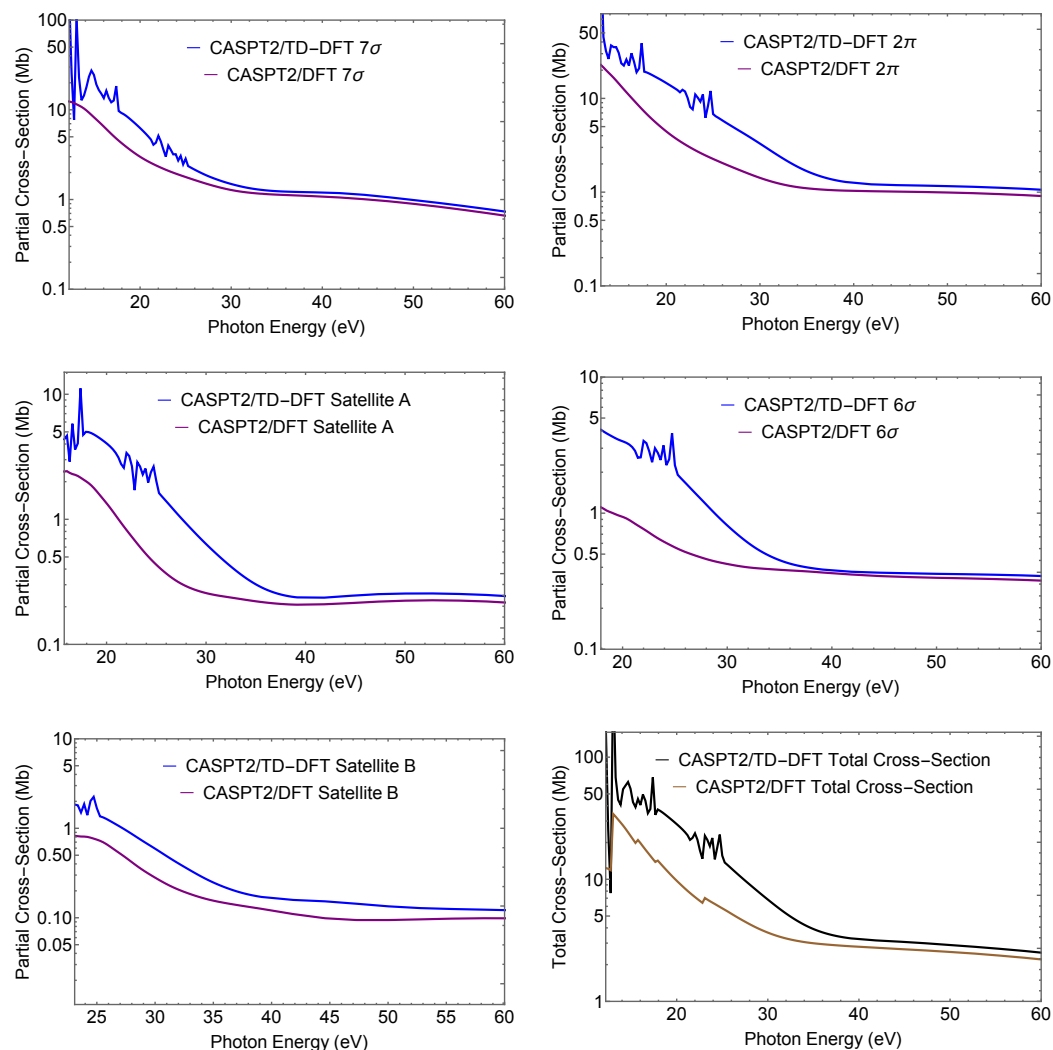 Partial Cross−Section (Mb)
100
50
10
5
1
0.5
0.1
CASPT2/TD−DFT 7σ
CASPT2/DFT 7σ
20 30 40 50 60
Photon Energy (eV)
Partial Cross−Section (Mb)
50
10
5
1
0.5
0.1
CASPT2/TD−DFT 2π
CASPT2/DFT 2π
20 30 40 50 60
Photon Energy (eV)
Partial Cross−Section (Mb)
10
5
1
0.5
0.1
CASPT2/TD−DFT Satellite A
CASPT2/DFT Satellite A
20 30 40 50 60
Photon Energy (eV)
Partial Cross−Section (Mb)
10
5
1
0.5
0.1
CASPT2/TD−DFT 6σ
CASPT2/DFT 6σ
20 30 40 50 60
Photon Energy (eV)
Partial Cross−Section (Mb)
10
5
1
0.50
0.10
0.05
CASPT2/TD−DFT Satellite B
CASPT2/DFT Satellite B
25 30 35 40 45 50 55 60
Photon Energy (eV)
Total Cross−Section (Mb)
100
50
10
5
1
CASPT2/TD−DFT Total Cross−Section
CASPT2/DFT Total Cross−Section
20 30 40 50 60
Photon Energy (eV)